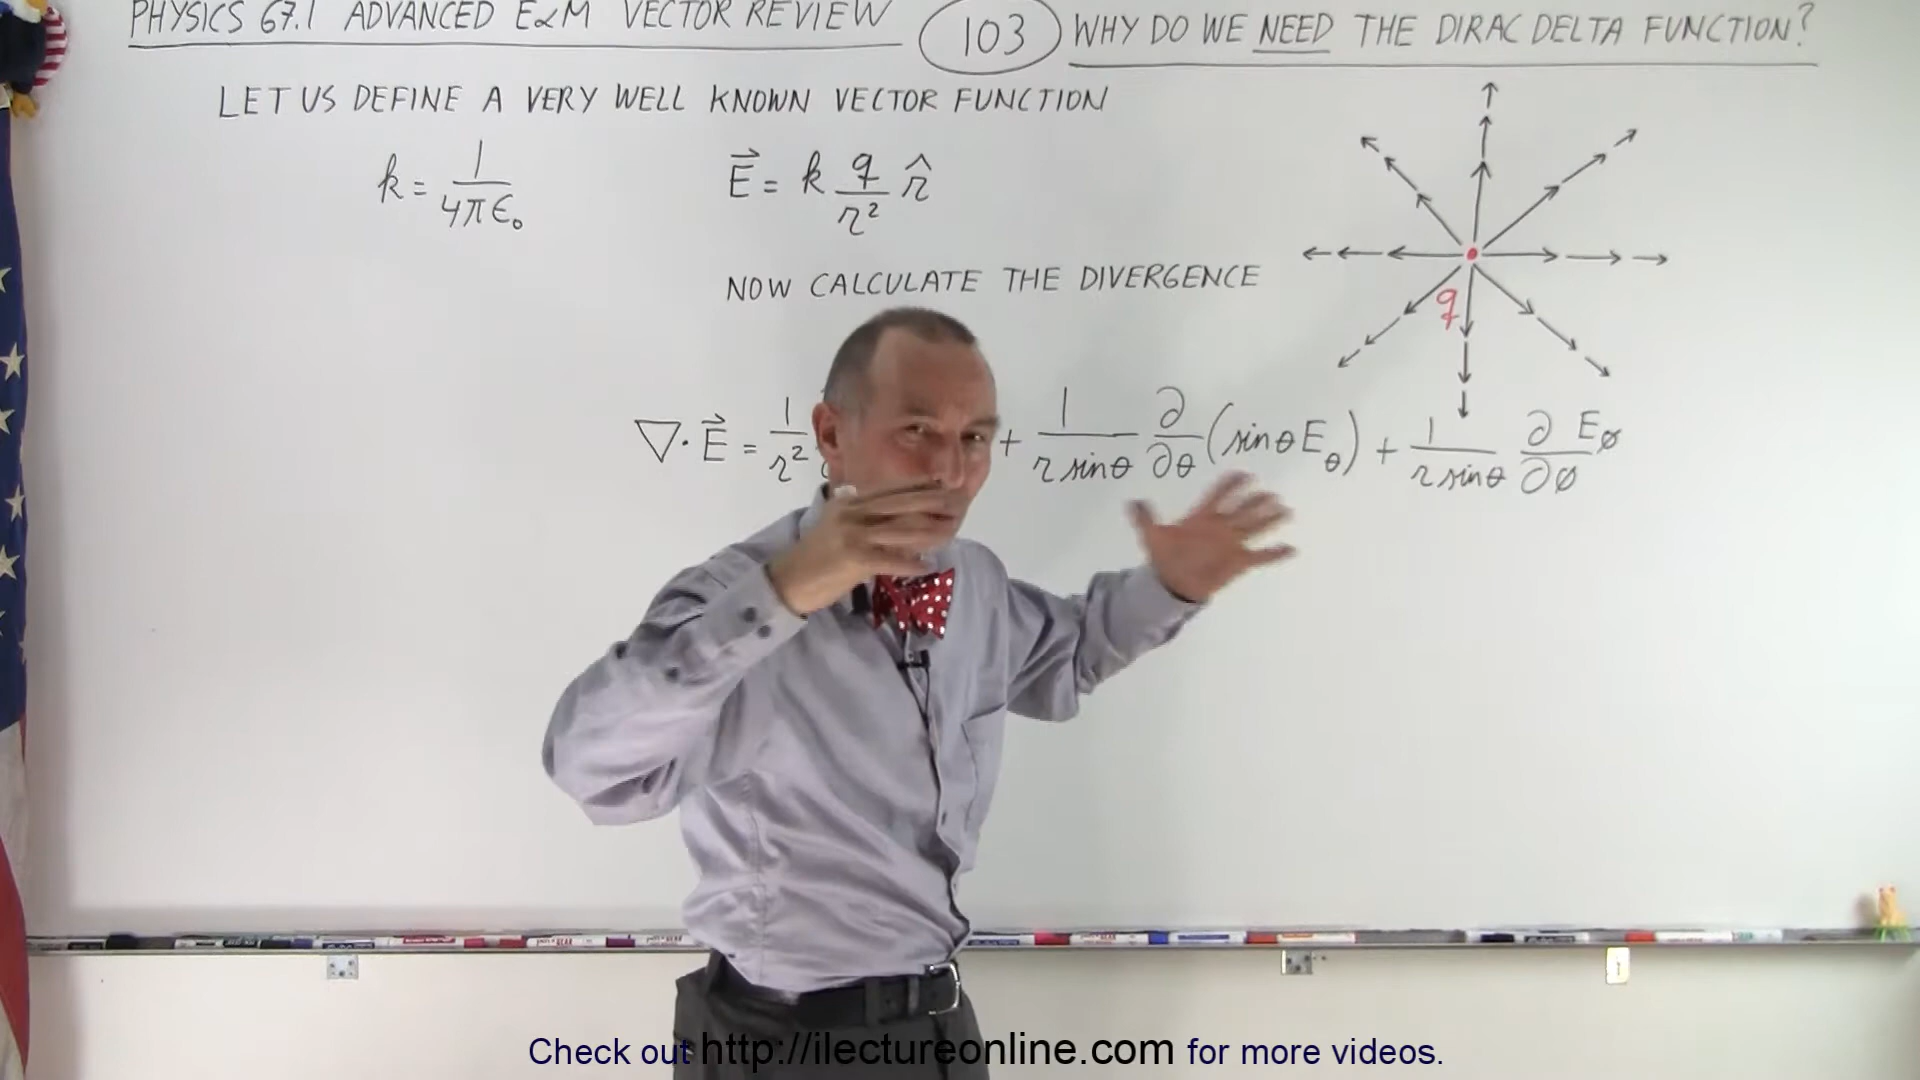 PHYSICS 67.1 ADVANCED E&M VECTOR REVIEW 103 WHY DO WE NEED THE DIRAC DELTA FUNCTION?
LET US DEFINE A VERY WELL KNOWN VECTOR FUNCTION
k = 1/4πϵ₀ E⃗ = k q/r² r̂
NOW CALCULATE THE DIVERGENCE
q
∇·E⃗ = 1/r² + 1/r sinθ ∂/∂θ (sinθ E_θ) + 1/r sinθ ∂E_ø/∂ø
Check out http://ilectureonline.com for more videos.